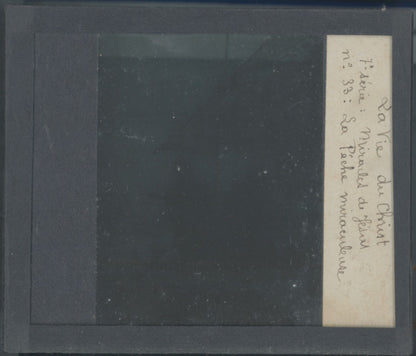 La Vie du Christ
7e série : Miracles de Jésus
n° 33 : La Pêche miraculeuse